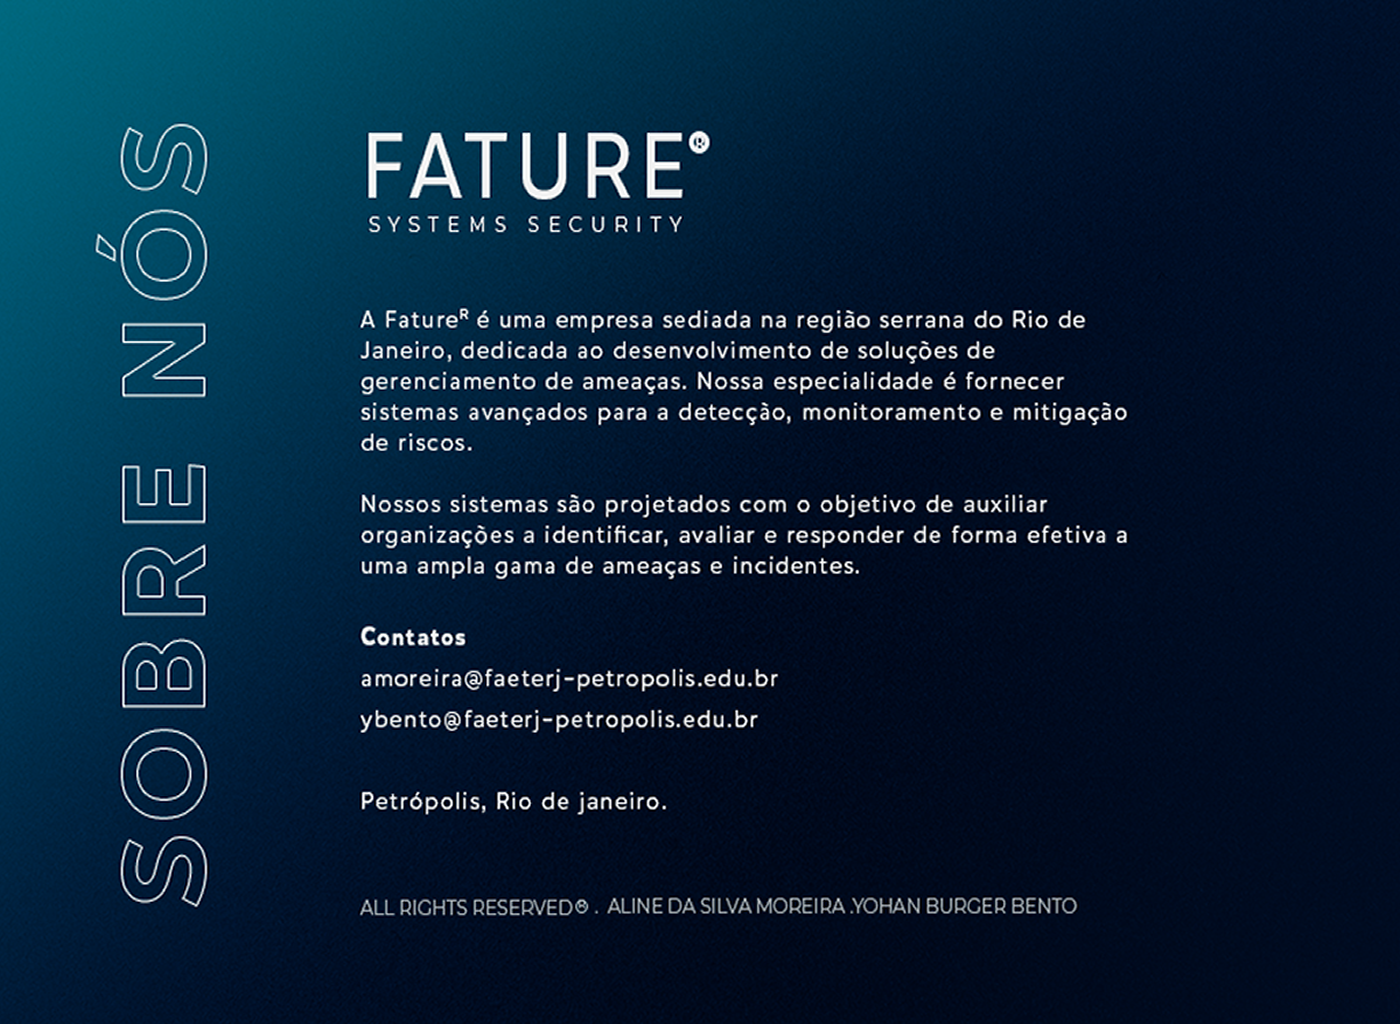 SOBRE NÓS
FATURE®
SYSTEMS SECURITY
A Fatureᴿ é uma empresa sediada na região serrana do Rio de
Janeiro, dedicada ao desenvolvimento de soluções de
gerenciamento de ameaças. Nossa especialidade é fornecer
sistemas avançados para a detecção, monitoramento e mitigação
de riscos.
Nossos sistemas são projetados com o objetivo de auxiliar
organizações a identificar, avaliar e responder de forma efetiva a
uma ampla gama de ameaças e incidentes.
Contatos
amoreira@faeterj-petropolis.edu.br
ybento@faeterj-petropolis.edu.br
Petrópolis, Rio de janeiro.
ALL RIGHTS RESERVED® . ALINE DA SILVA MOREIRA .YOHAN BURGER BENTO